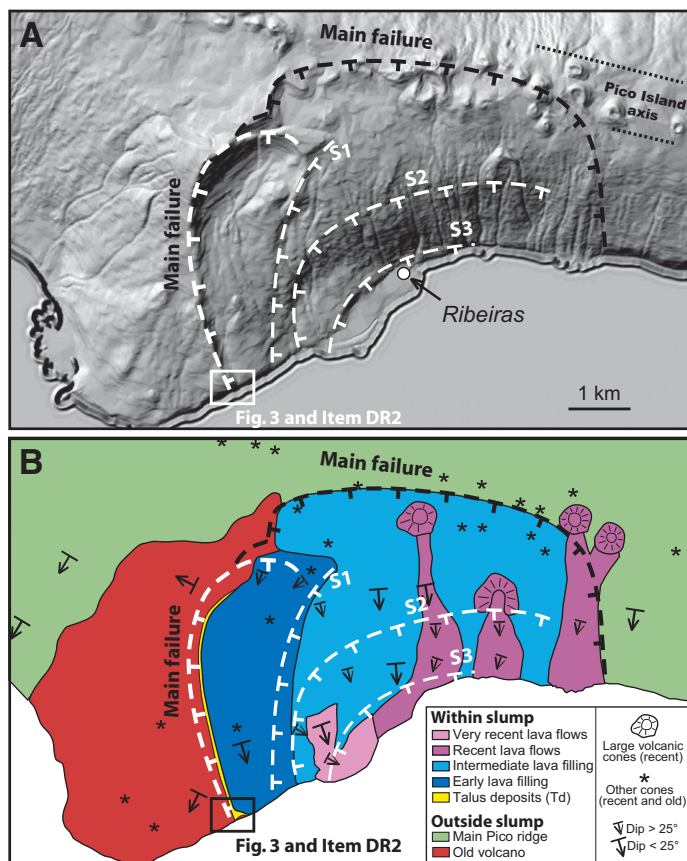 A
Main failure
Pico Island
axis
S1
S2
Main failure
S3
Ribeiras
1 km
Fig. 3 and Item DR2
B
Main failure
S1
S2
Main failure
S3
Fig. 3 and Item DR2
Within slump
Very recent lava flows
Recent lava flows
Intermediate lava filling
Early lava filling
Talus deposits (Td)
Outside slump
Main Pico ridge
Old volcano
Large volcanic
cones (recent)
*
Other cones
(recent and old)
Dip > 25°
Dip < 25°